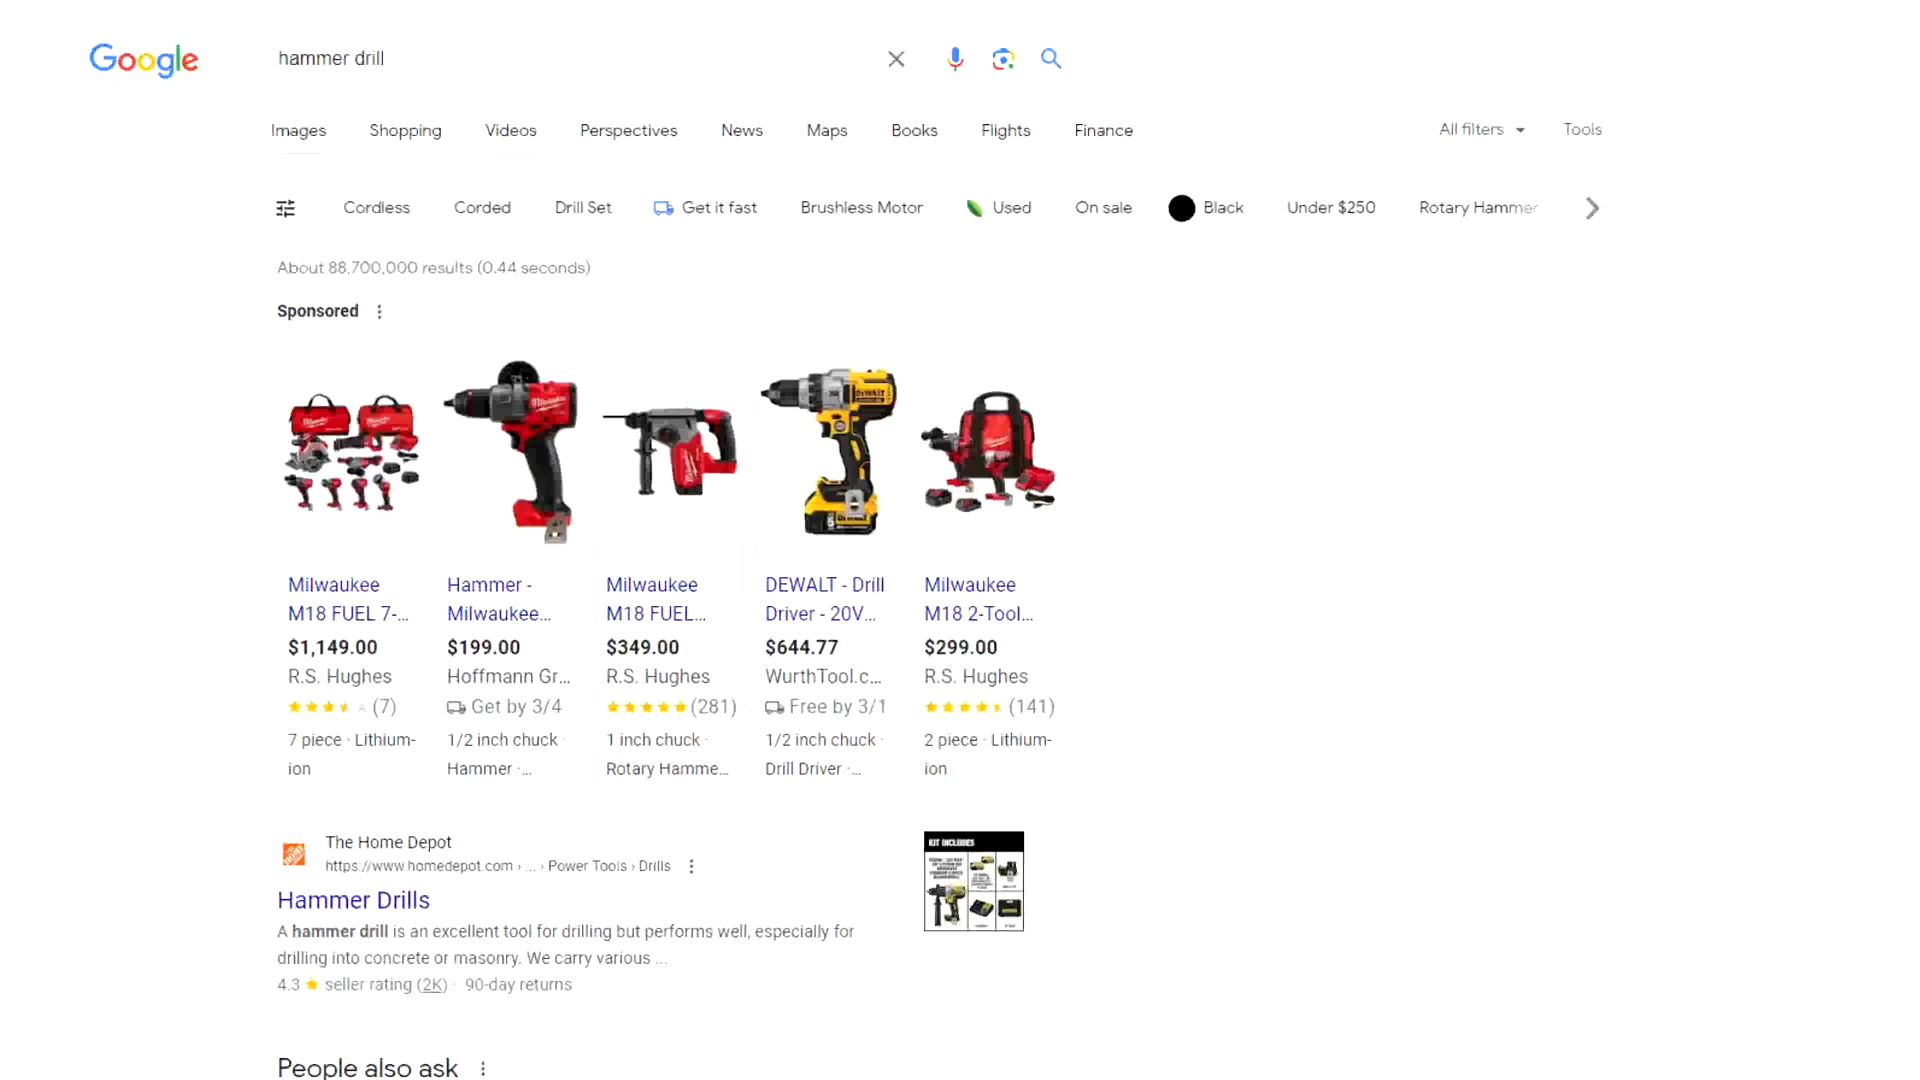 Google
hammer drill
Images Shopping Videos Perspectives News Maps Books Flights Finance All filters Tools
Cordless Corded Drill Set Get it fast Brushless Motor Used On sale Black Under $250 Rotary Hammer
About 88,700,000 results (0.44 seconds)
Sponsored
Milwaukee
M18 FUEL 7-...
$1,149.00
R.S. Hughes
(7)
7 piece · Lithium-
ion
Hammer -
Milwaukee...
$199.00
Hoffmann Gr...
Get by 3/4
1/2 inch chuck ·
Hammer ·...
Milwaukee
M18 FUEL...
$349.00
R.S. Hughes
(281)
1 inch chuck ·
Rotary Hamme...
DEWALT - Drill
Driver - 20V...
$644.77
WurthTool.c...
Free by 3/1
1/2 inch chuck ·
Drill Driver ·...
Milwaukee
M18 2-Tool...
$299.00
R.S. Hughes
(141)
2 piece · Lithium-
ion
The Home Depot
https://www.homedepot.com › ... › Power Tools › Drills
Hammer Drills
A hammer drill is an excellent tool for drilling but performs well, especially for
drilling into concrete or masonry. We carry various ...
4.3 seller rating (2K) · 90-day returns
KIT INCLUDES
People also ask